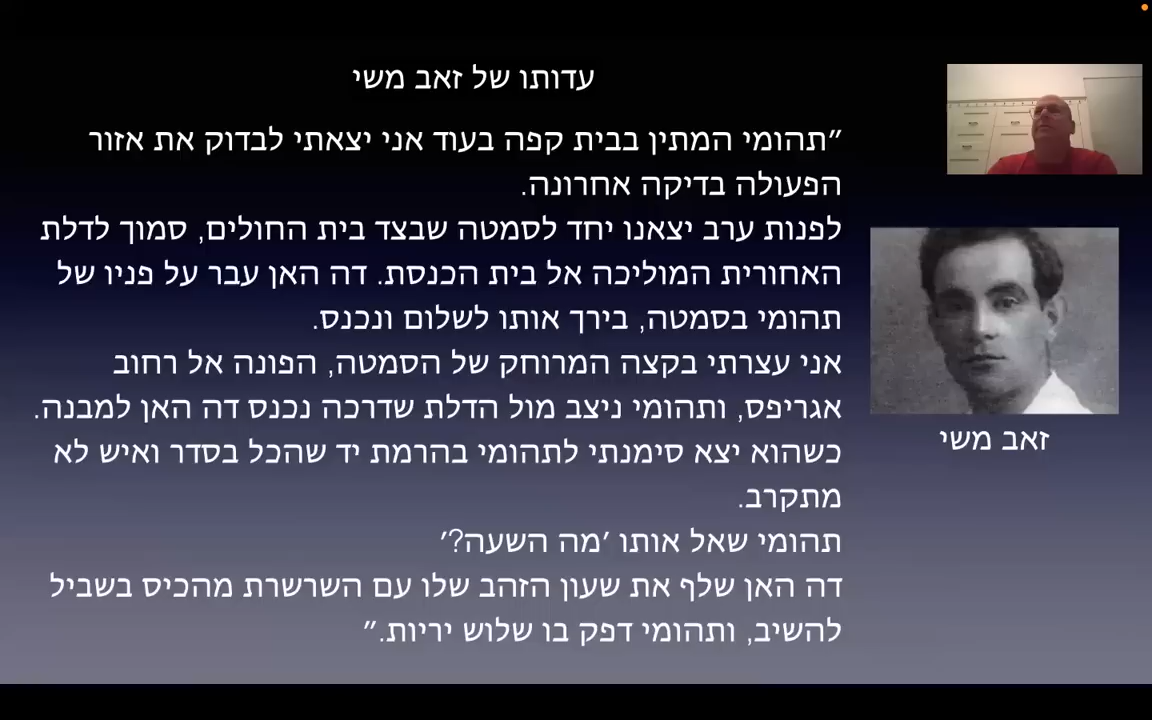 עדותו של זאב משי
"תהומי המתין בבית קפה בעוד אני יצאתי לבדוק את אזור
הפעולה בדיקה אחרונה.
לפנות ערב יצאנו יחד לסמטה שבצד בית החולים, סמוך לדלת
האחורית המוליכה אל בית הכנסת. דה האן עבר על פניו של
תהומי בסמטה, בירך אותו לשלום ונכנס.
אני עצרתי בקצה המרוחק של הסמטה, הפונה אל רחוב
אגריפס, ותהומי ניצב מול הדלת שדרכה נכנס דה האן למבנה.
כשהוא יצא סימנתי לתהומי בהרמת יד שהכל בסדר ואיש לא
מתקרב.
תהומי שאל אותו 'מה השעה?'
דה האן שלף את שעון הזהב שלו עם השרשרת מהכיס בשביל
להשיב, ותהומי דפק בו שלוש יריות."
זאב משי